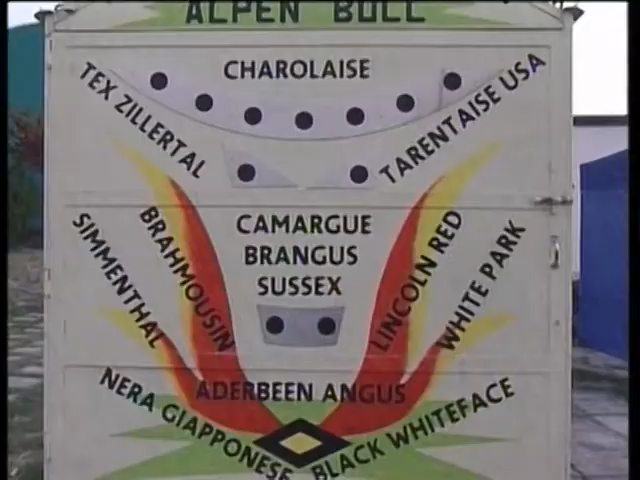 ALPEN BULL
CHAROLAISE
TEX ZILLERTAL
TARENTAISE USA
CAMARGUE
BRANGUS
SUSSEX
SIMMENTHAL
BRAHMOUSIN
LINCOLN RED
WHITE PARK
ADERBEEN ANGUS
NERA GIAPPONESE
BLACK WHITEFACE